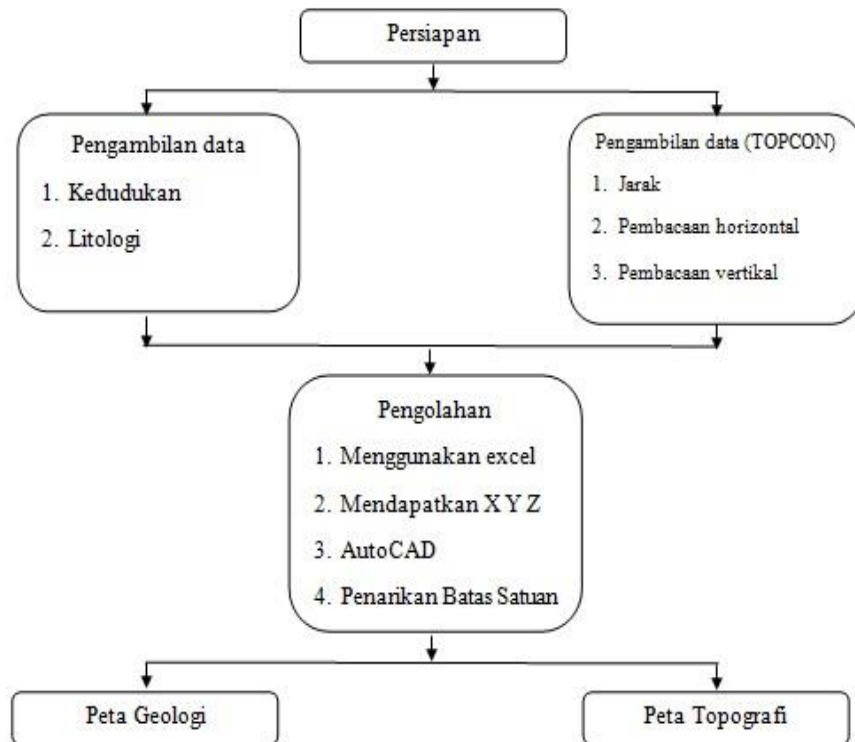 Persiapan
Pengambilan data
1. Kedudukan
2. Litologi
Pengambilan data (TOPCON)
1. Jarak
2. Pembacaan horizontal
3. Pembacaan vertikal
Pengolahan
1. Menggunakan excel
2. Mendapatkan X Y Z
3. AutoCAD
4. Penarikan Batas Satuan
Peta Geologi
Peta Topografi